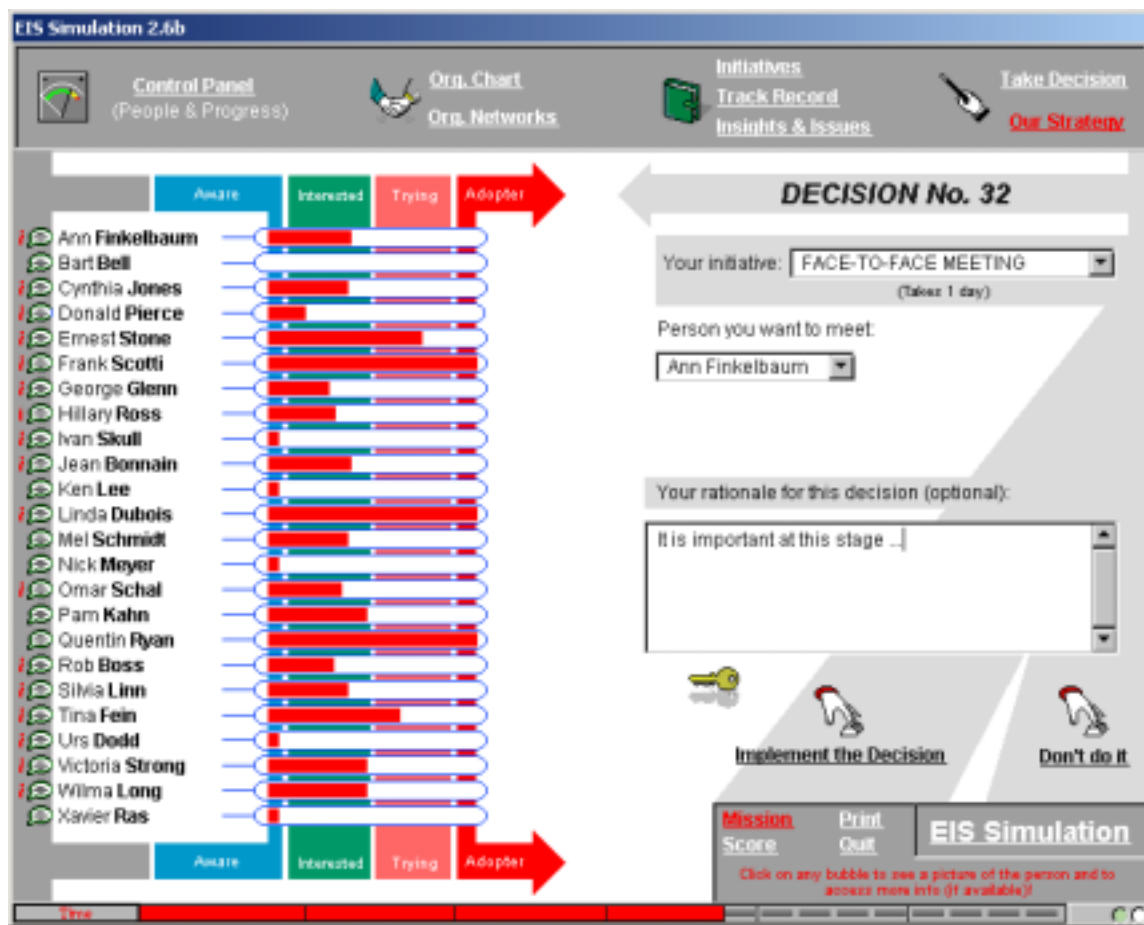 EIS Simulation 2.6b
Control Panel
(People & Progress)
Org. Chart
Org. Networks
Initiatives
Track Record
Insights & Issues
Take Decision
Our Strategy
Aware Interested Trying Adopter
i Ann Finkelbaum
Bart Bell
i Cynthia Jones
i Donald Pierce
i Ernest Stone
i Frank Scotti
i George Glenn
i Hillary Ross
i Ivan Skull
i Jean Bonnain
Ken Lee
i Linda Dubois
Mel Schmidt
Nick Meyer
i Omar Schal
Pam Kahn
Quentin Ryan
i Rob Boss
i Silvia Linn
i Tina Fein
i Urs Dodd
i Victoria Strong
i Wilma Long
Xavier Ras
Aware Interested Trying Adopter
DECISION No. 32
Your initiative: FACE-TO-FACE MEETING
(Takes 1 day)
Person you want to meet:
Ann Finkelbaum
Your rationale for this decision (optional):
It is important at this stage ...
Implement the Decision
Don't do it
Mission Print
Score Quit
EIS Simulation
Click on any bubble to see a picture of the person and to
access more info (if available)!
Time